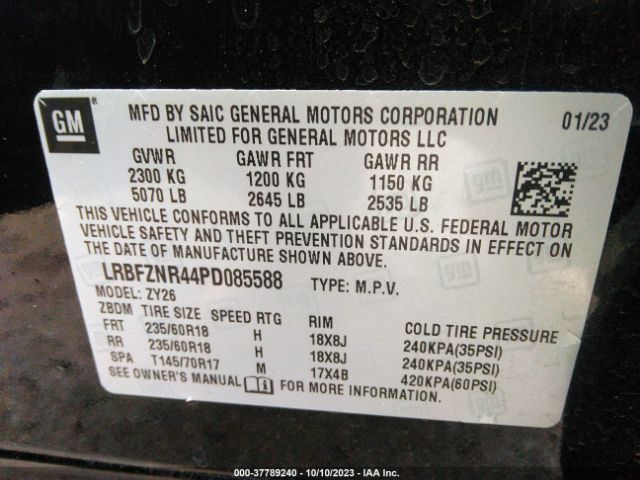 GM
MFD BY SAIC GENERAL MOTORS CORPORATION 01/23
LIMITED FOR GENERAL MOTORS LLC
GVWR GAWR FRT GAWR RR
2300 KG 1200 KG 1150 KG
5070 LB 2645 LB 2535 LB
THIS VEHICLE CONFORMS TO ALL APPLICABLE U.S. FEDERAL MOTOR
VEHICLE SAFETY AND THEFT PREVENTION STANDARDS IN EFFECT ON
THE DATE OF MANUFACTURE SHOWN ABOVE.
LRBFZNR44PD085588 TYPE: M.P.V.
MODEL: ZY26
ZBDM TIRE SIZE SPEED RTG RIM COLD TIRE PRESSURE
FRT 235/60R18 H 18X8J 240KPA(35PSI)
RR 235/60R18 H 18X8J 240KPA(35PSI)
SPA T145/70R17 M 17X4B 420KPA(60PSI)
SEE OWNER'S MANUAL FOR MORE INFORMATION.
000-37789240 - 10/10/2023 - IAA Inc.